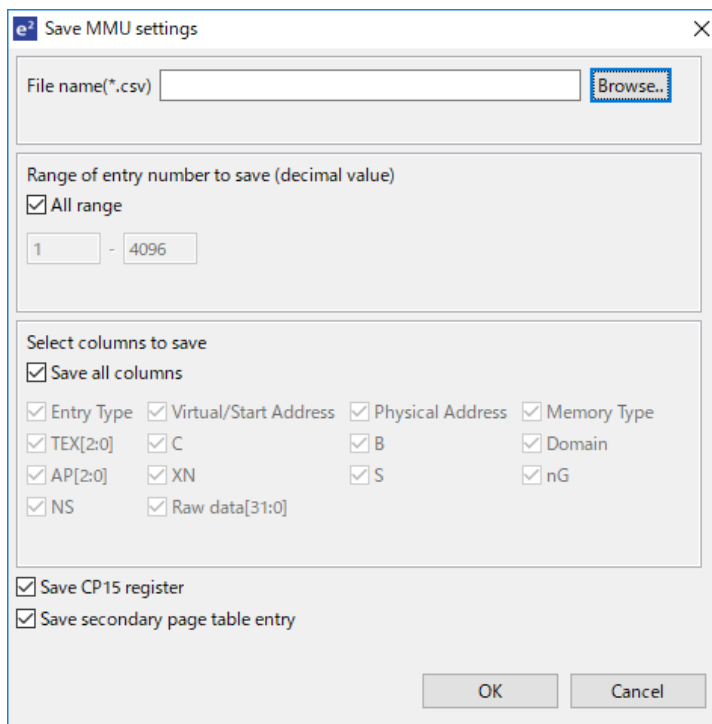 e² Save MMU settings
File name(*.csv) Browse..
Range of entry number to save (decimal value)
All range
1 - 4096
Select columns to save
Save all columns
Entry Type Virtual/Start Address Physical Address Memory Type
TEX[2:0] C B Domain
AP[2:0] XN S nG
NS Raw data[31:0]
Save CP15 register
Save secondary page table entry
OK Cancel